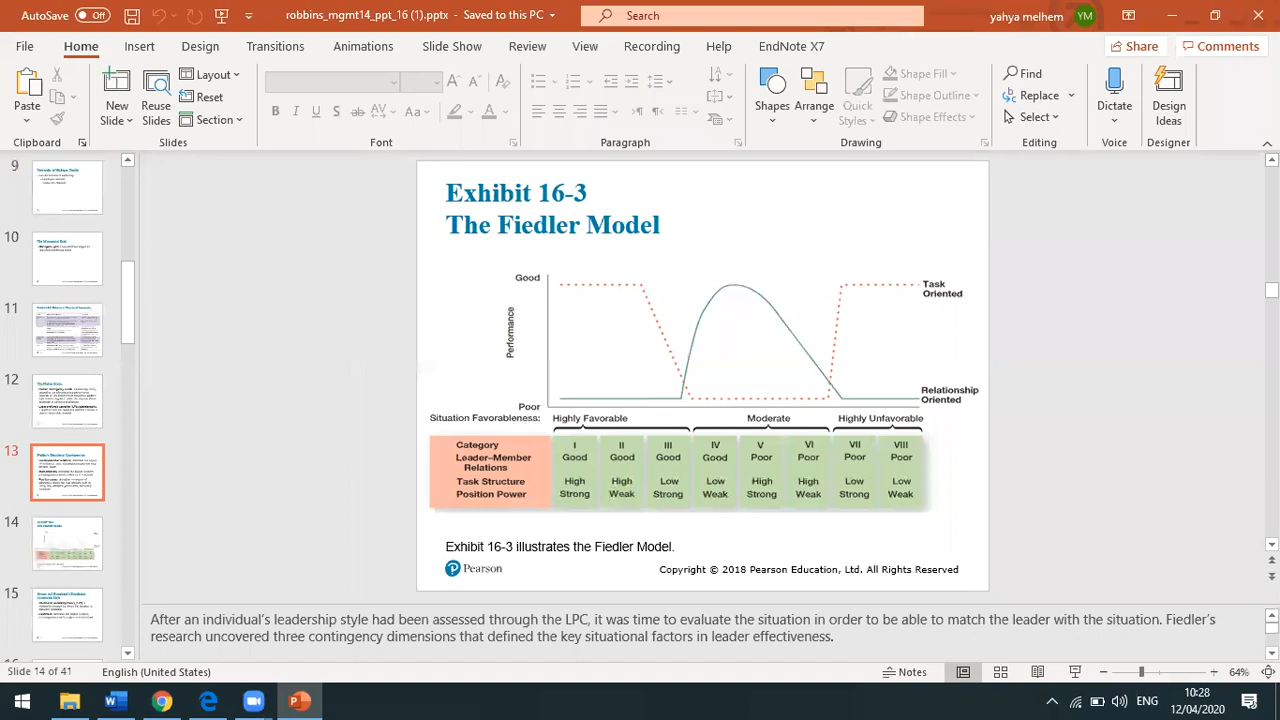 AutoSave Off robbins_mgmt14_ppt_16 (1).pptx - Saved to this PC Search yahya melhem YM
File Home Insert Design Transitions Animations Slide Show Review View Recording Help EndNote X7 Share Comments
Paste New Slide Reuse Slides Layout Reset Section Shapes Arrange Quick Styles Shape Fill Shape Outline Shape Effects Find Replace Select Dictate Design Ideas
Clipboard Slides Font Paragraph Drawing Editing Voice Designer
9
10
11
12
13
14
15
Exhibit 16-3
The Fiedler Model
Good
Performance
Poor
Task
Oriented
Relationship
Oriented
Situation Favorableness: Highly Favorable Moderate Highly Unfavorable
Category I II III IV V VI VII VIII
Leader–Member Relations Good Good Good Good Poor Poor Poor Poor
Task Structure High High Low Low High High Low Low
Position Power Strong Weak Strong Weak Strong Weak Strong Weak
Exhibit 16-3 illustrates the Fiedler Model.
Pearson Copyright © 2018 Pearson Education, Ltd. All Rights Reserved
After an individual's leadership style had been assessed through the LPC, it was time to evaluate the situation in order to be able to match the leader with the situation. Fiedler's
research uncovered three contingency dimensions that defined the key situational factors in leader effectiveness.
Slide 14 of 41 English (United States) Notes 64%
ENG 10:28
12/04/2020